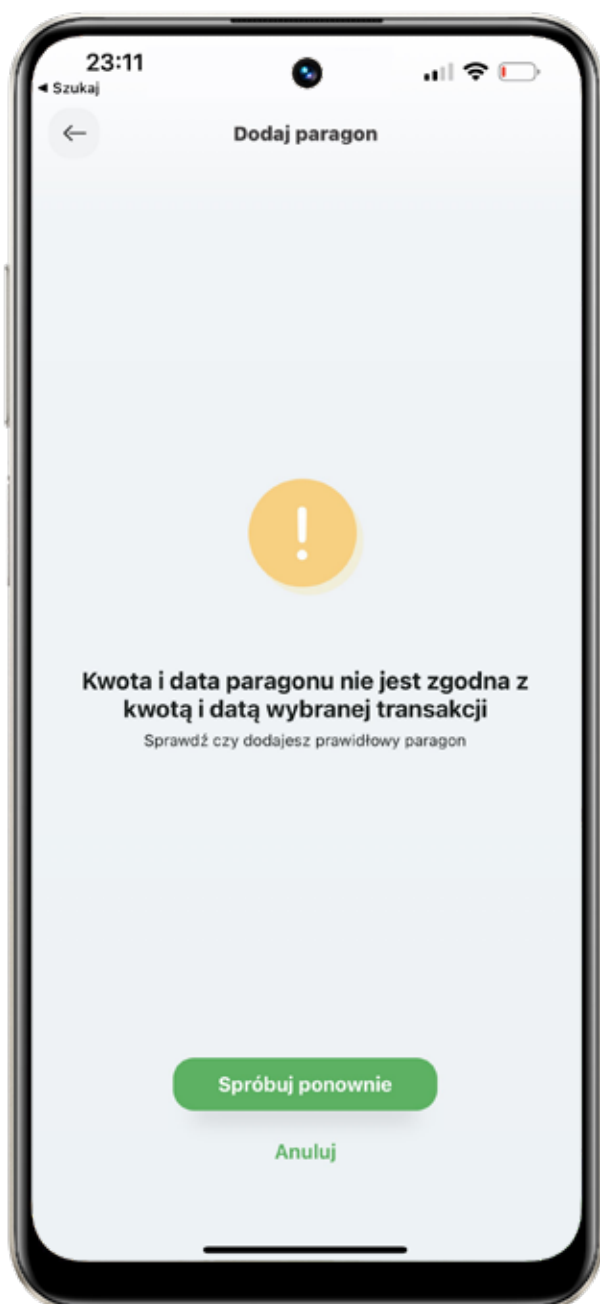 23:11
◀ Szukaj
Dodaj paragon
!
Kwota i data paragonu nie jest zgodna z
kwotą i datą wybranej transakcji
Sprawdź czy dodajesz prawidłowy paragon
Spróbuj ponownie
Anuluj